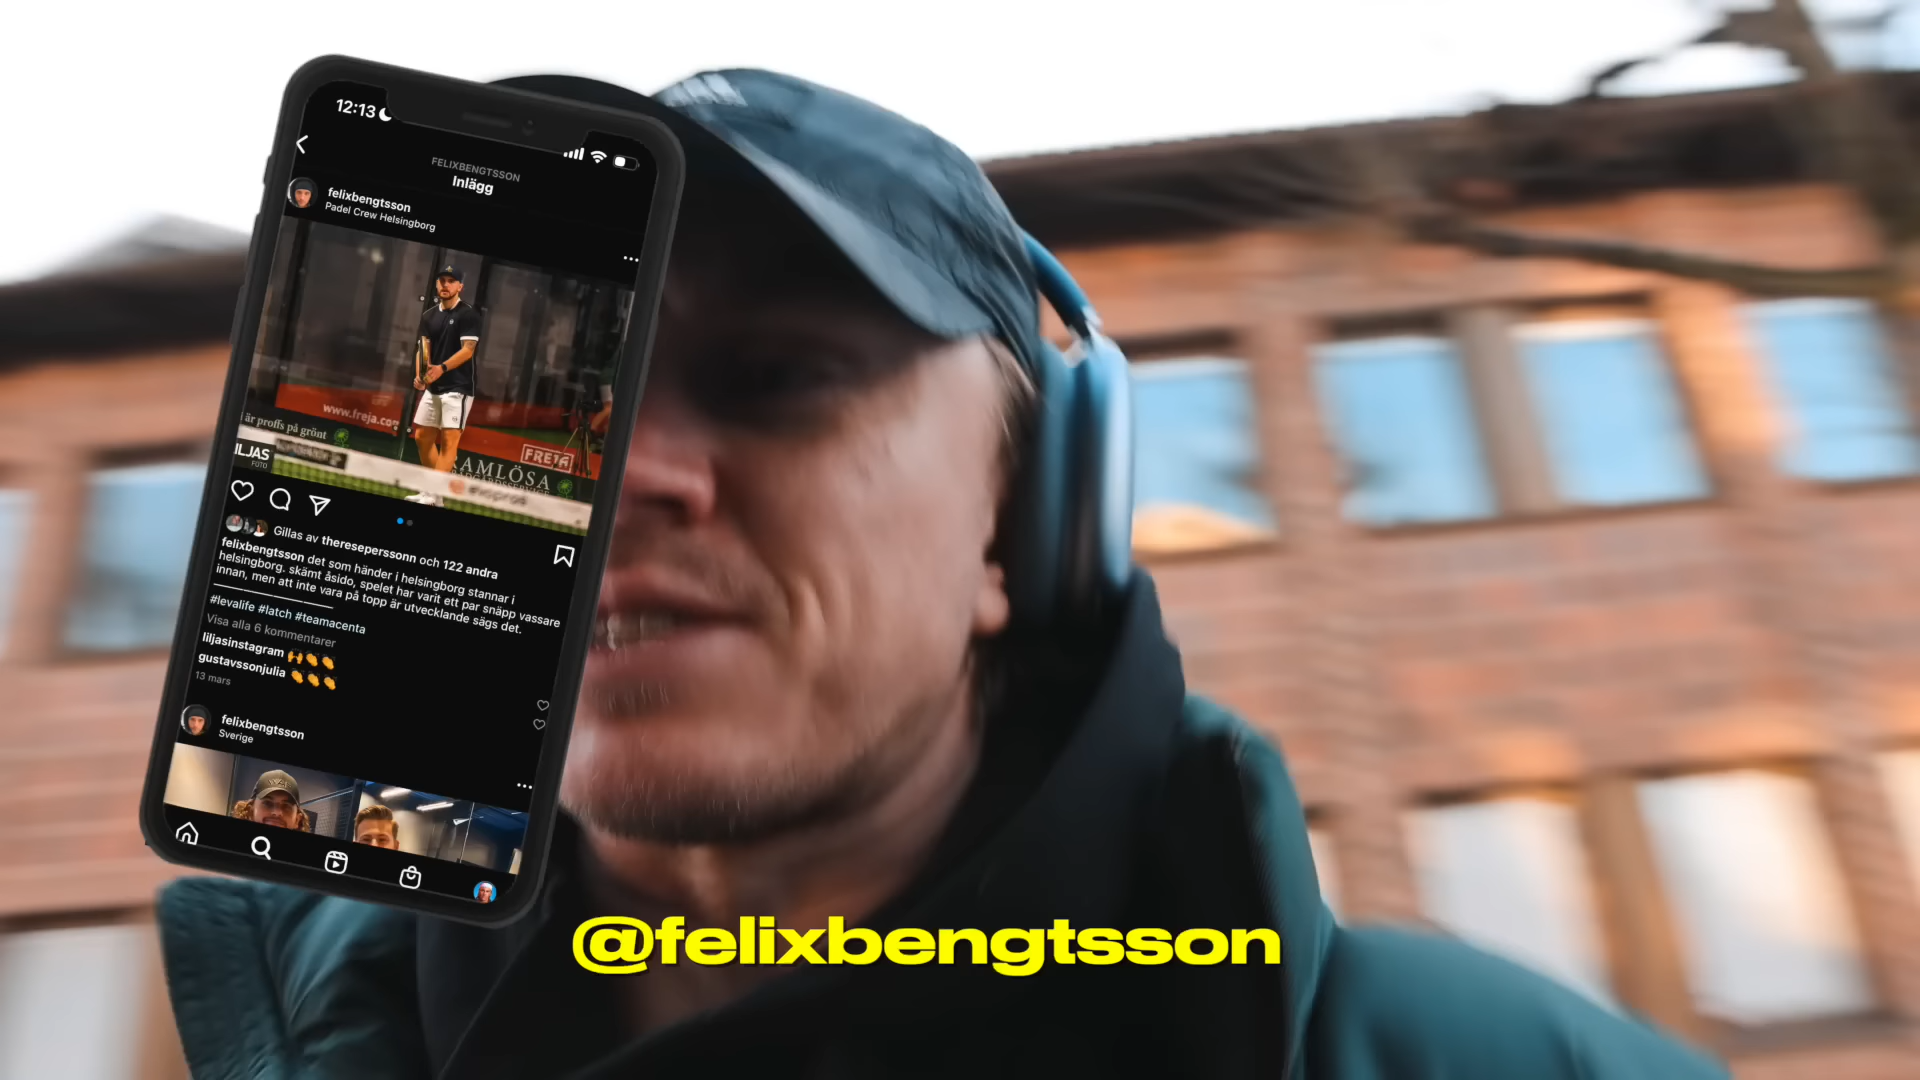 12:13
FELIXBENGTSSON
Inlägg
felixbengtsson
Padel Crew Helsingborg
www.freja.com
är proffs på grönt
ILJAS
FOTO
FREJA
RAMLÖSA
Gillas av theresepersson och 122 andra
felixbengtsson det som händer i helsingborg stannar i
helsingborg. skämt åsido, spelet har varit ett par snäpp vassare
innan, men att inte vara på topp är utvecklande sägs det.
#levalife #latch #teamacenta
Visa alla 6 kommentarer
liljasinstagram 🙌👏👏
gustavssonjulia 👏👏👏
13 mars
felixbengtsson
Sverige
@felixbengtsson